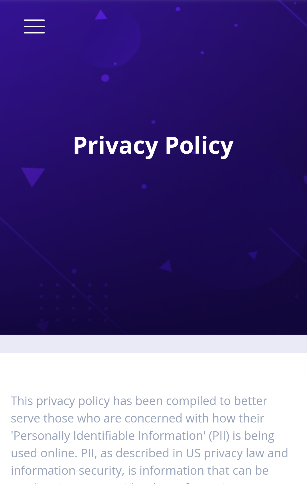 Privacy Policy
This privacy policy has been compiled to better
serve those who are concerned with how their
'Personally Identifiable Information' (PII) is being
used online. PII, as described in US privacy law and
information security, is information that can be